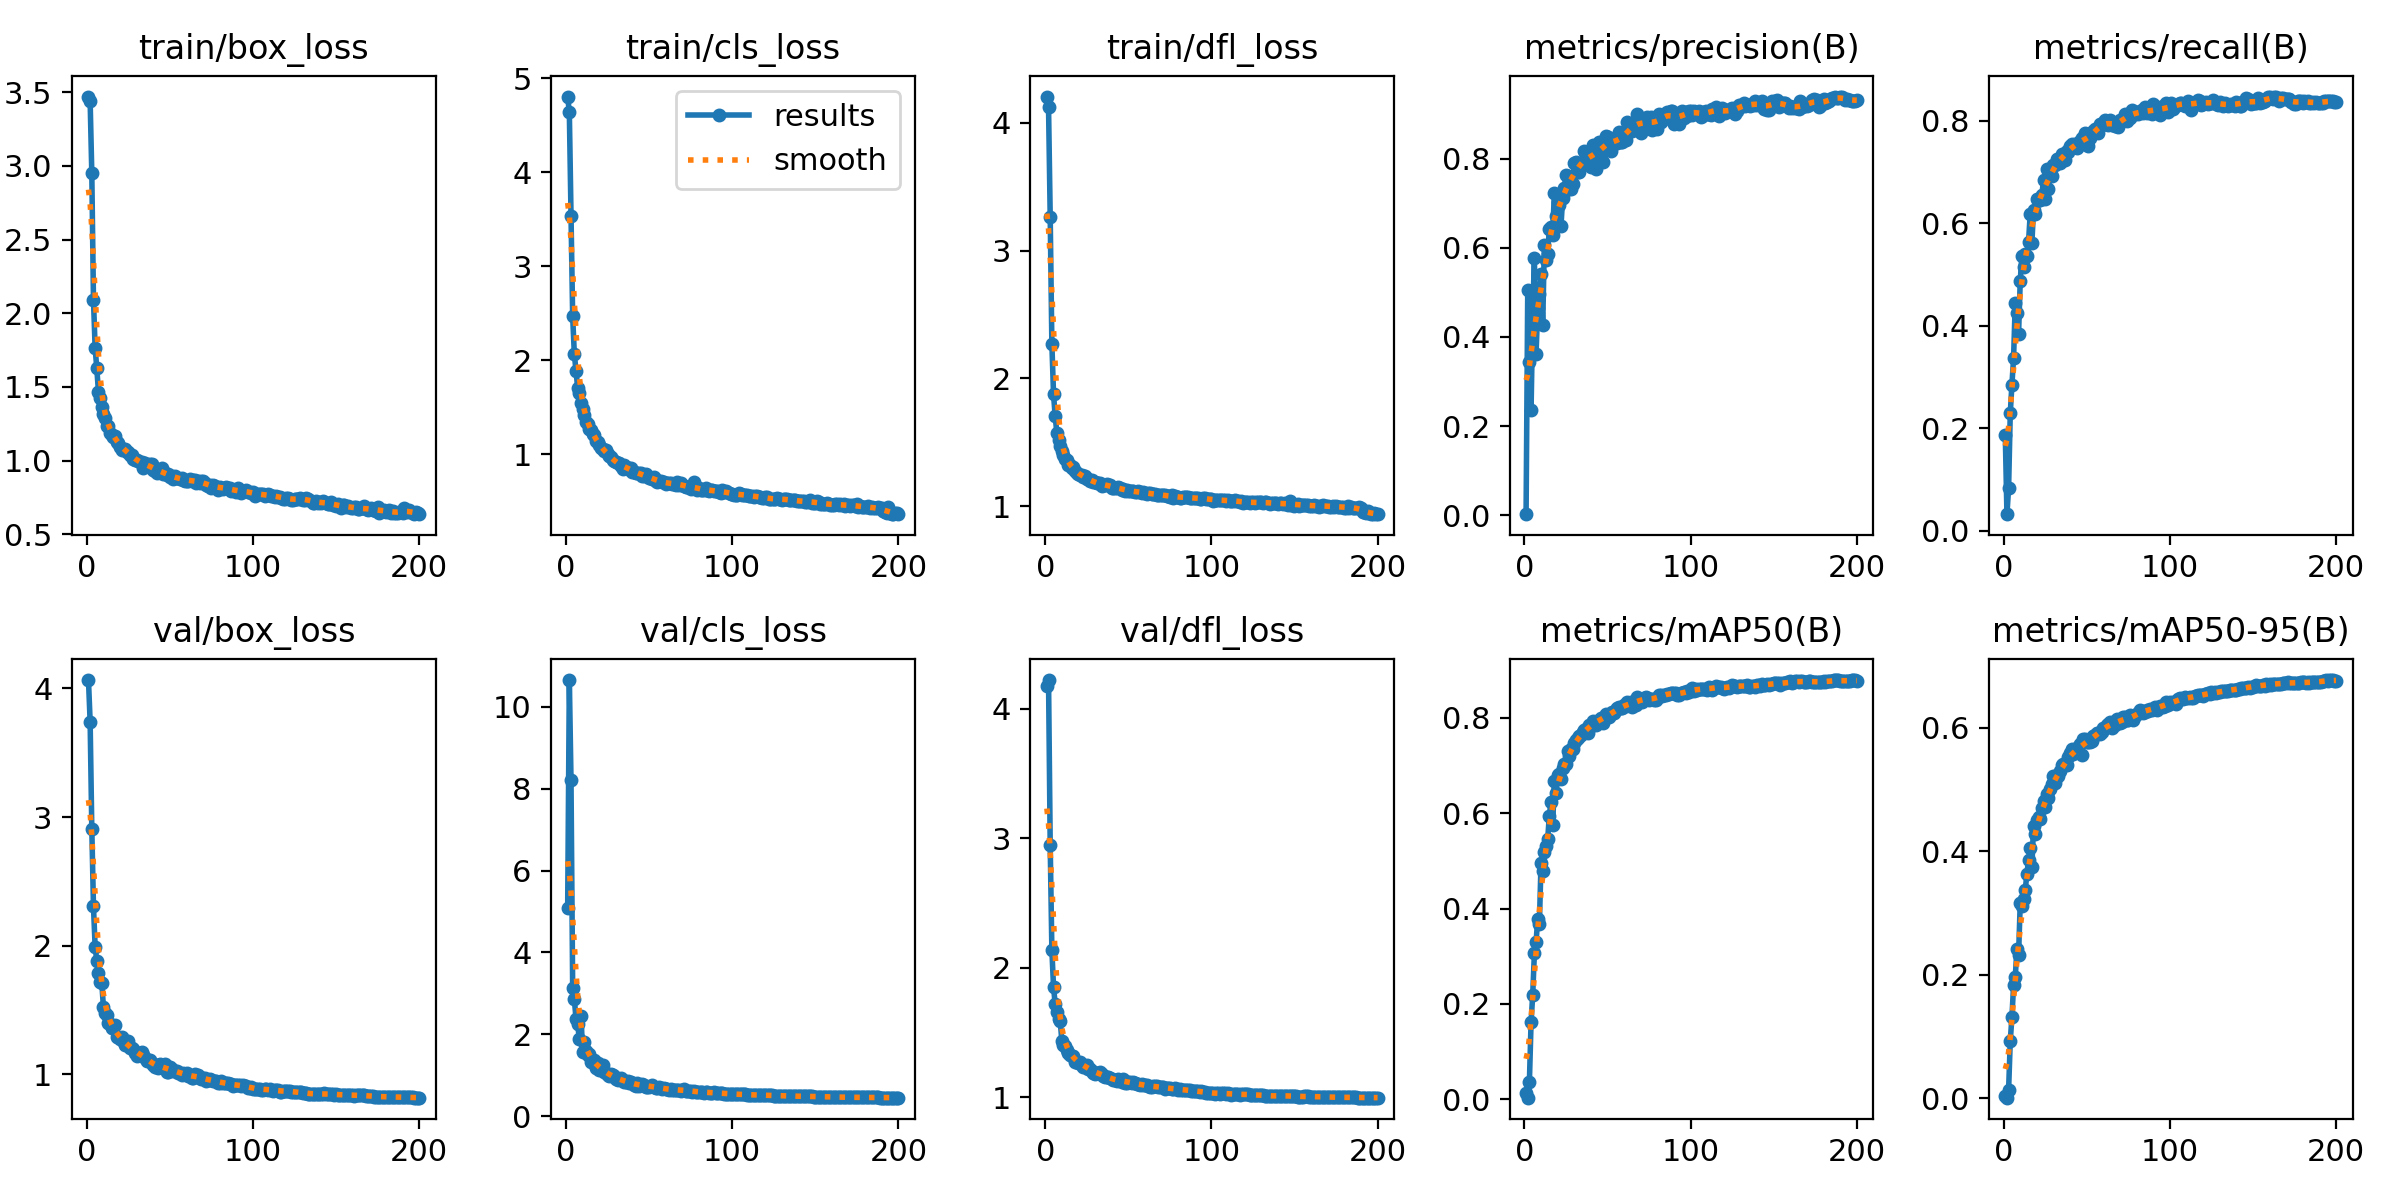 train/box_loss
3.5
3.0
2.5
2.0
1.5
1.0
0.5
0 100 200
train/cls_loss
results
smooth
5
4
3
2
1
0 100 200
train/dfl_loss
4
3
2
1
0 100 200
metrics/precision(B)
0.8
0.6
0.4
0.2
0.0
0 100 200
metrics/recall(B)
0.8
0.6
0.4
0.2
0.0
0 100 200
val/box_loss
4
3
2
1
0 100 200
val/cls_loss
10
8
6
4
2
0
0 100 200
val/dfl_loss
4
3
2
1
0 100 200
metrics/mAP50(B)
0.8
0.6
0.4
0.2
0.0
0 100 200
metrics/mAP50-95(B)
0.6
0.4
0.2
0.0
0 100 200